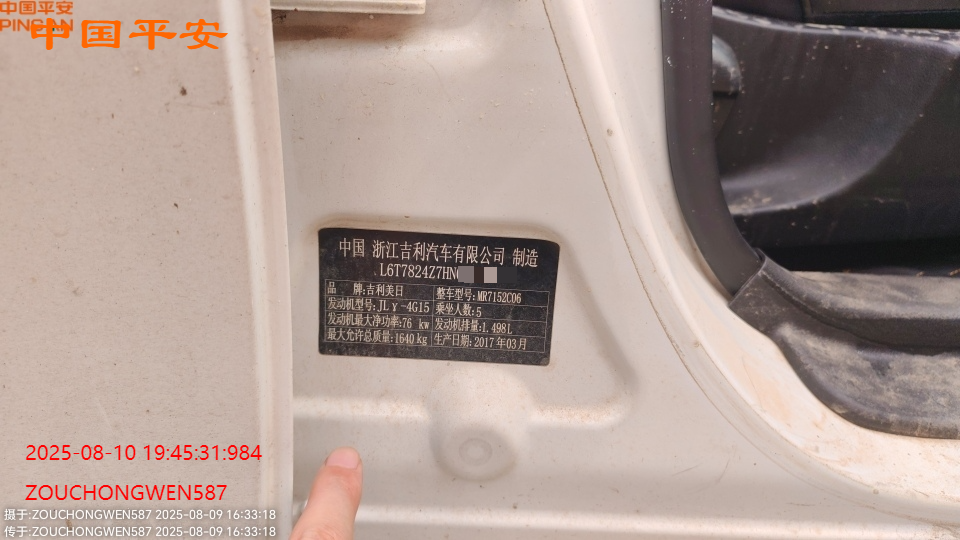 中国平安
PINGAN
中国平安
中国 浙江吉利汽车有限公司 制造
L6T7824Z7HN
品 牌:吉利美日 整车型号:MR7152C06
发动机型号:JLγ-4G15 乘坐人数:5
发动机最大净功率:76 kw 发动机排量:1.498L
最大允许总质量:1640kg 生产日期:2017年03月
2025-08-10 19:45:31:984
ZOUCHONGWEN587
摄于:ZOUCHONGWEN587 2025-08-09 16:33:18
传于:ZOUCHONGWEN587 2025-08-09 16:33:18